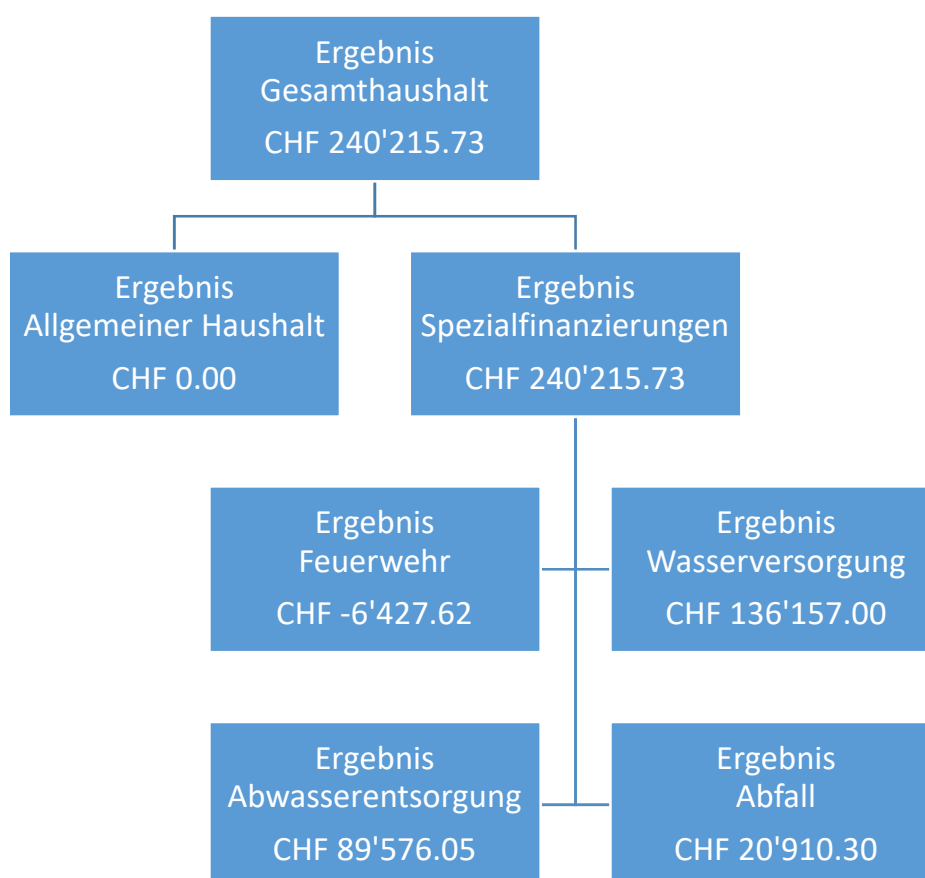 Ergebnis
Gesamthaushalt
CHF 240'215.73
Ergebnis
Allgemeiner Haushalt
CHF 0.00
Ergebnis
Spezialfinanzierungen
CHF 240'215.73
Ergebnis
Feuerwehr
CHF -6'427.62
Ergebnis
Wasserversorgung
CHF 136'157.00
Ergebnis
Abwasserentsorgung
CHF 89'576.05
Ergebnis
Abfall
CHF 20'910.30